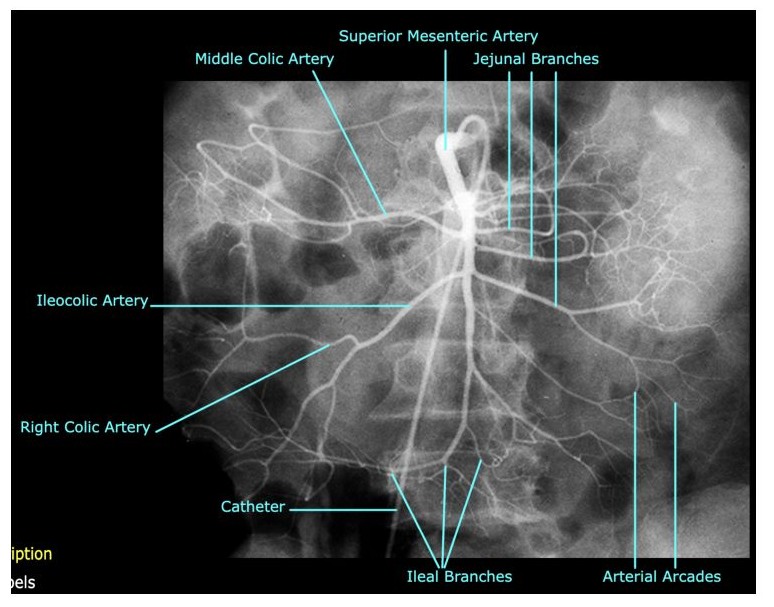 Superior Mesenteric Artery
Middle Colic Artery
Jejunal Branches
Ileocolic Artery
Right Colic Artery
Catheter
iption
pels
Ileal Branches
Arterial Arcades